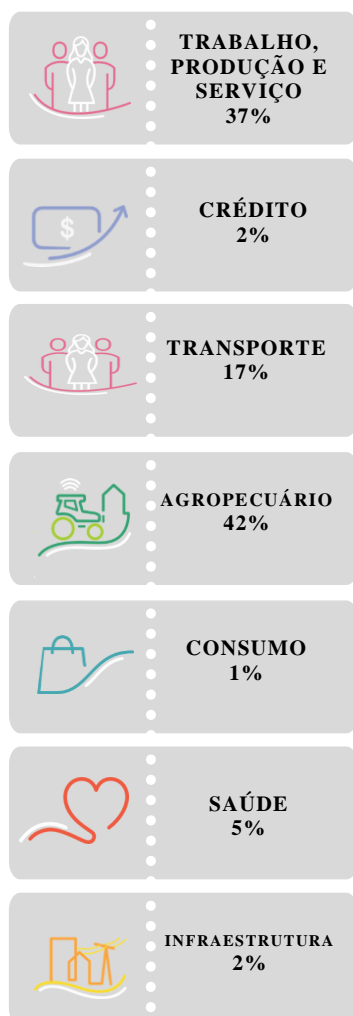 TRABALHO,
PRODUÇÃO E
SERVIÇO
37%
$
CRÉDITO
2%
TRANSPORTE
17%
AGROPECUÁRIO
42%
CONSUMO
1%
SAÚDE
5%
INFRAESTRUTURA
2%